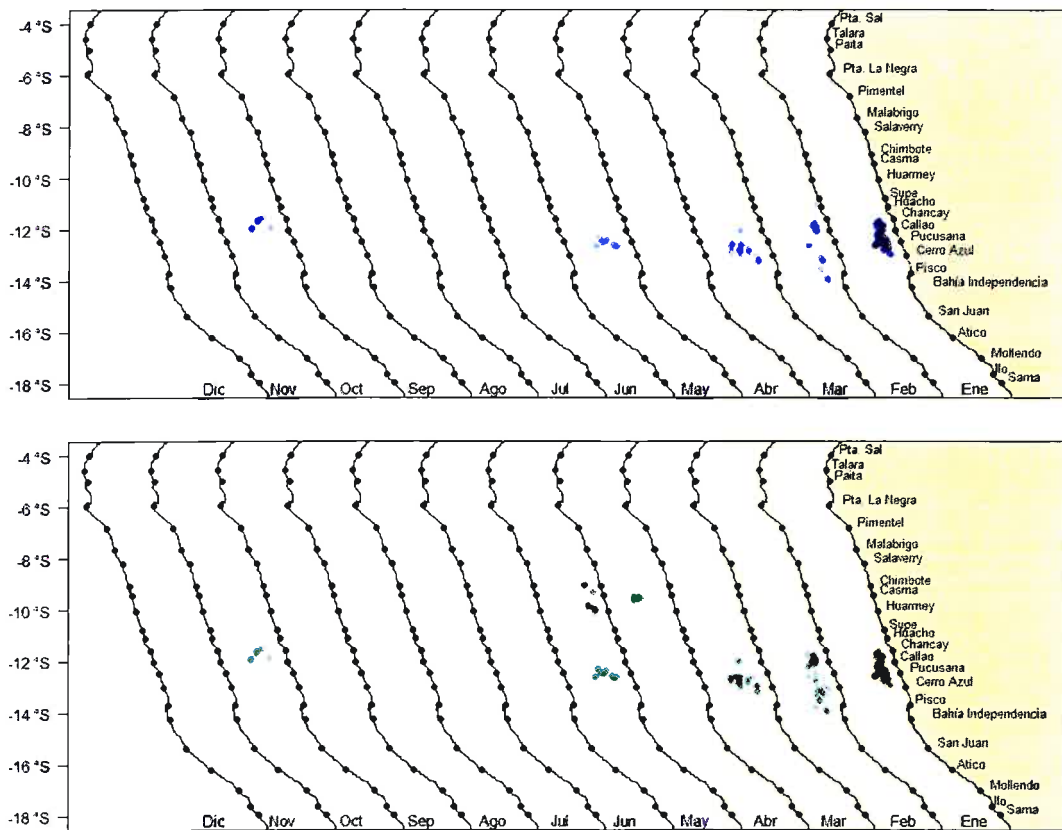 -4 °S
-6 °S
-8 °S
-10 °S
-12 °S
-14 °S
-16 °S
-18 °S
Pta. Sal
Talara
Paita
Pta. La Negra
Pimentel
Malabrigo
Salaverry
Chimbote
Casma
Huarmey
Supe
Huacho
Chancay
Callao
Pucusana
Cerro Azul
Pisco
Bahía Independencia
San Juan
Atico
Mollendo
Ilo
Sama
Dic Nov Oct Sep Ago Jul Jun May Abr Mar Feb Ene
-4 °S
-6 °S
-8 °S
-10 °S
-12 °S
-14 °S
-16 °S
-18 °S
Pta. Sal
Talara
Paita
Pta. La Negra
Pimentel
Malabrigo
Salaverry
Chimbote
Casma
Huarmey
Supe
Huacho
Chancay
Callao
Pucusana
Cerro Azul
Pisco
Bahía Independencia
San Juan
Atico
Mollendo
Ilo
Sama
Dic Nov Oct Sep Ago Jul Jun May Abr Mar Feb Ene